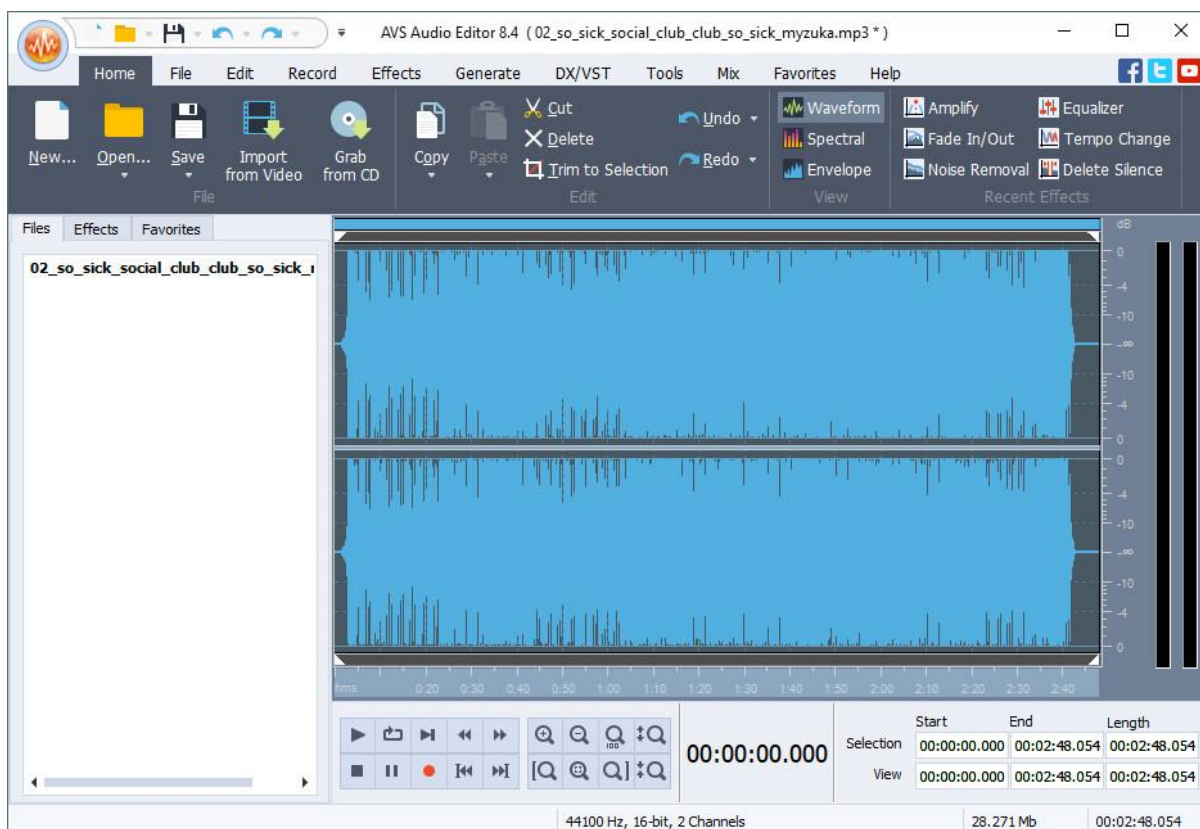 AVS Audio Editor 8.4 ( 02_so_sick_social_club_club_so_sick_myzuka.mp3 * )
Home File Edit Record Effects Generate DX/VST Tools Mix Favorites Help
New... Open... Save Import from Video Grab from CD
File
Copy Paste
Cut
Delete
Trim to Selection
Undo
Redo
Edit
Waveform
Spectral
Envelope
View
Amplify
Fade In/Out
Noise Removal
Equalizer
Tempo Change
Delete Silence
Recent Effects
Files Effects Favorites
02_so_sick_social_club_club_so_sick_
dB
0
-4
-10
-∞
-10
-4
0
0
-4
-10
-∞
-10
-4
0
hms 0:20 0:30 0:40 0:50 1:00 1:10 1:20 1:30 1:40 1:50 2:00 2:10 2:20 2:30 2:40
100
00:00:00.000
Start End Length
Selection 00:00:00.000 00:02:48.054 00:02:48.054
View 00:00:00.000 00:02:48.054 00:02:48.054
44100 Hz, 16-bit, 2 Channels 28.271 Mb 00:02:48.054